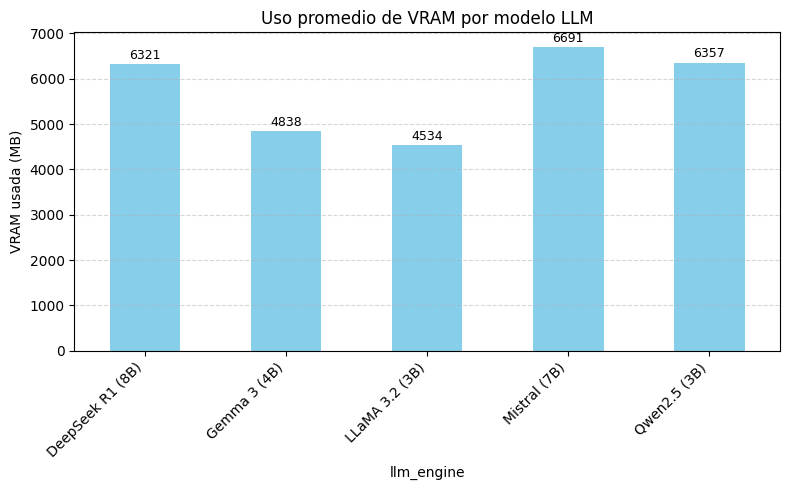 Uso promedio de VRAM por modelo LLM
VRAM usada (MB)
7000
6000
5000
4000
3000
2000
1000
0
6321
4838
4534
6691
6357
DeepSeek R1 (8B)
Gemma 3 (4B)
LLaMA 3.2 (3B)
Mistral (7B)
Qwen2.5 (3B)
llm_engine